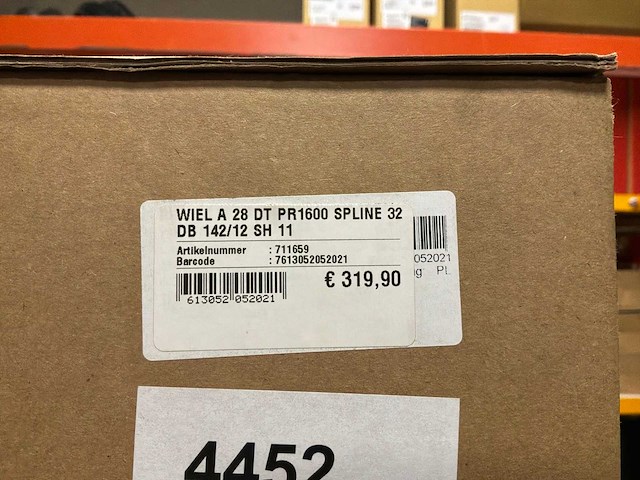 WIEL A 28 DT PR1600 SPLINE 32
DB 142/12 SH 11
Artikelnummer : 711659
Barcode : 7613052052021
€ 319,90
613052 052021
052021
g: PL
4452